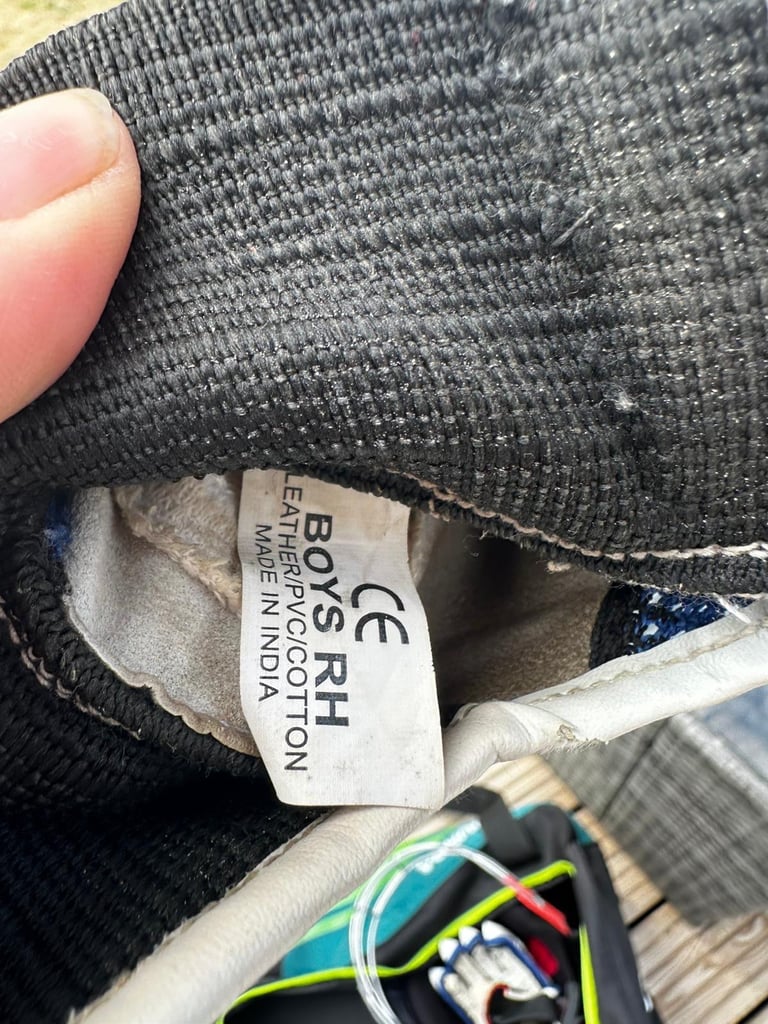 CE
BOYS RH
LEATHER/PVC/COTTON
MADE IN INDIA